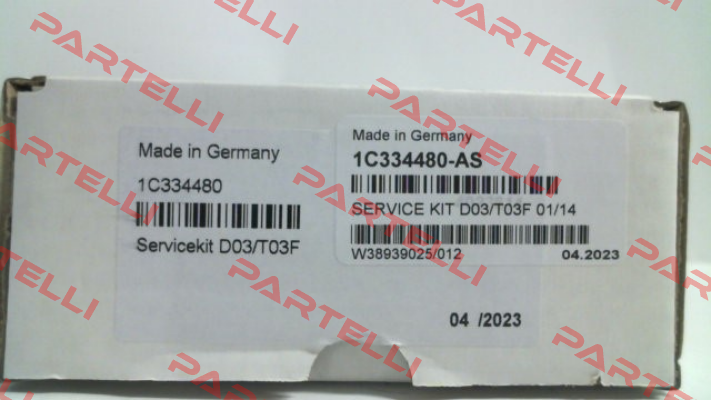 Made in Germany
1C334480
Servicekit D03/T03F
04 /2023
Made in Germany
1C334480-AS
SERVICE KIT D03/T03F 01/14
W38939025/012 04.2023
PARTELLI
PARTELLI
PARTELLI
PARTELLI
PARTELLI
PARTELLI
PARTELLI
PARTELLI